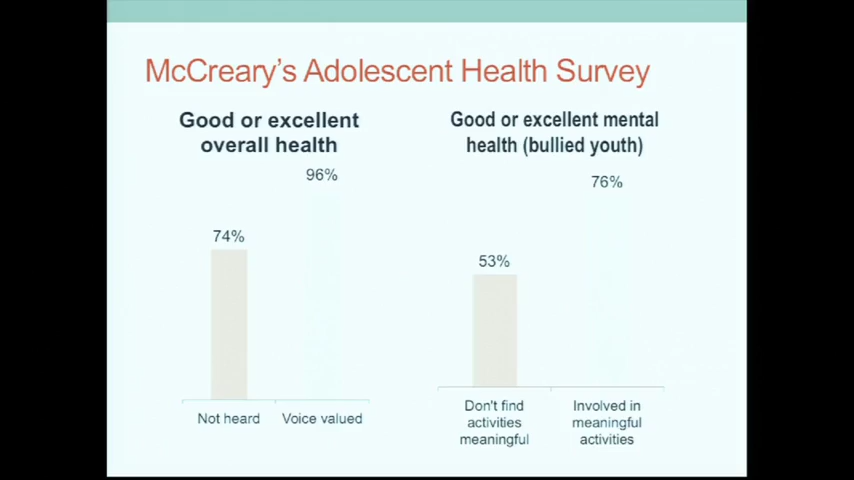 McCreary's Adolescent Health Survey
Good or excellent
overall health
96%
74%
Not heard
Voice valued
Good or excellent mental
health (bullied youth)
76%
53%
Don't find
activities
meaningful
Involved in
meaningful
activities